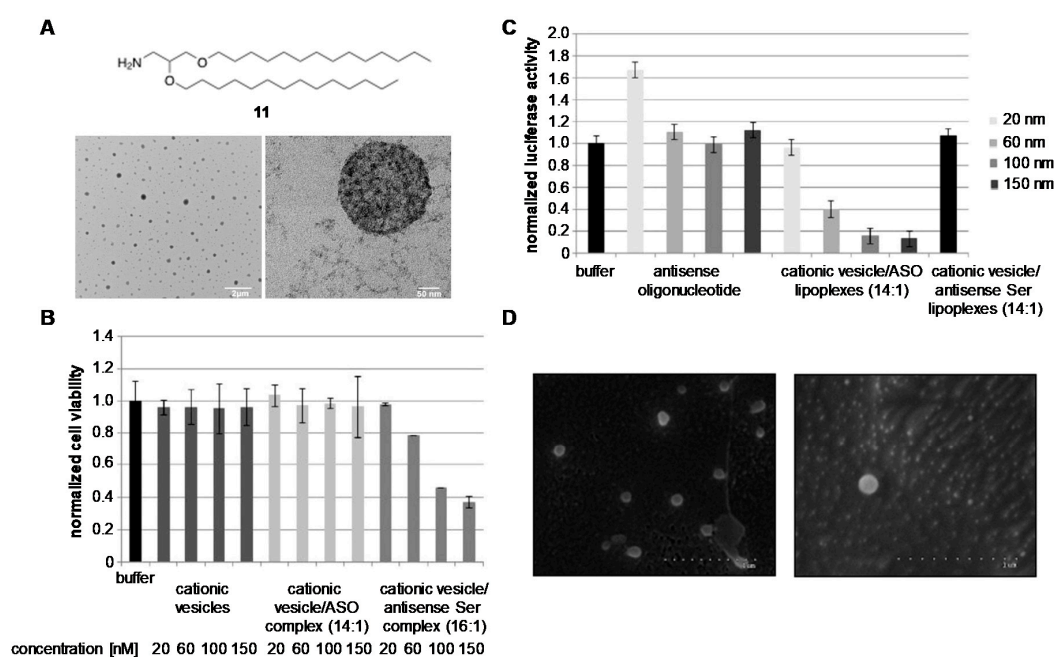 A
H₂N
O
O
11
2µm
50 nm
B
normalized cell viability
1.4
1.2
1.0
0.8
0.6
0.4
0.2
0
buffer
cationic
vesicles
cationic
vesicle/ASO
complex (14:1)
cationic vesicle/
antisense Ser
complex (16:1)
concentration [nM] 20 60 100 150 20 60 100 150 20 60 100 150
C
normalized luciferase activity
2.0
1.8
1.6
1.4
1.2
1.0
0.8
0.6
0.4
0.2
0
20 nm
60 nm
100 nm
150 nm
buffer
antisense
oligonucleotide
cationic vesicle/ASO
lipoplexes (14:1)
cationic vesicle/
antisense Ser
lipoplexes (14:1)
D